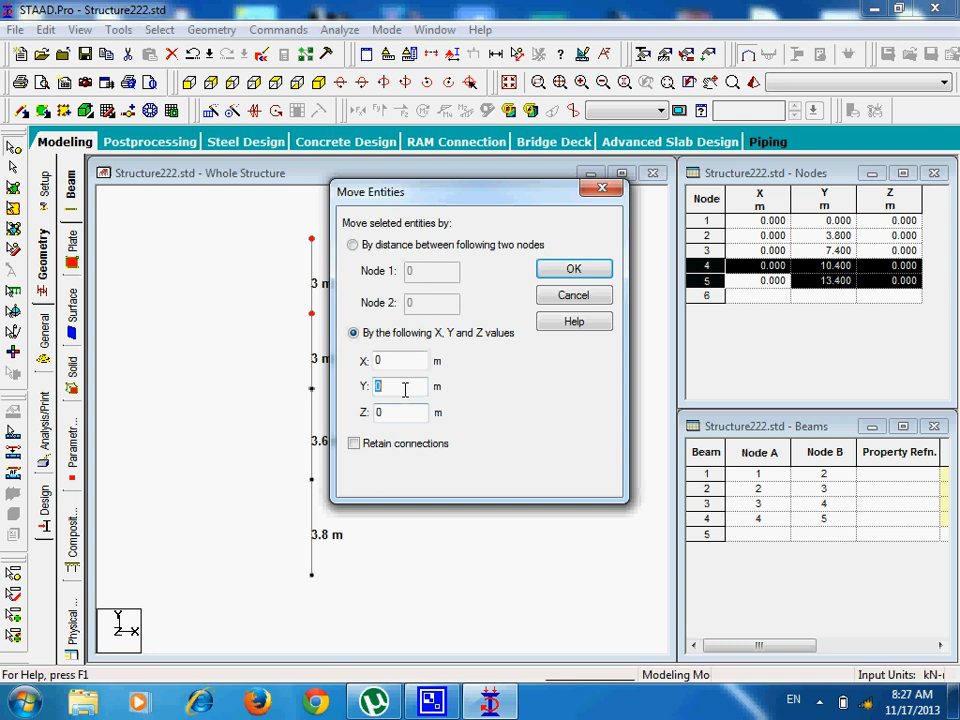 STAAD.Pro - Structure222.std
File Edit View Tools Select Geometry Commands Analyze Mode Window Help
Modeling Postprocessing Steel Design Concrete Design RAM Connection Bridge Deck Advanced Slab Design Piping
Setup
Geometry
General
Analysis/Print
Design
Beam
Plate
Surface
Solid
Parametr...
Composit...
Physical ...
Structure222.std - Whole Structure
3 m
3 m
3.6
3.8 m
Y
Z X
Move Entities
Move seleted entities by:
By distance between following two nodes
Node 1: 0
Node 2: 0
OK
Cancel
Help
By the following X, Y and Z values
X: 0 m
Y: 0 m
Z: 0 m
Retain connections
Structure222.std - Nodes
Node X m Y m Z m
1 0.000 0.000 0.000
2 0.000 3.800 0.000
3 0.000 7.400 0.000
4 0.000 10.400 0.000
5 0.000 13.400 0.000
6
Structure222.std - Beams
Beam Node A Node B Property Refn.
1 1 2
2 2 3
3 3 4
4 4 5
5
For Help, press F1
Modeling Mo
Input Units: kN-
EN
8:27 AM
11/17/2013